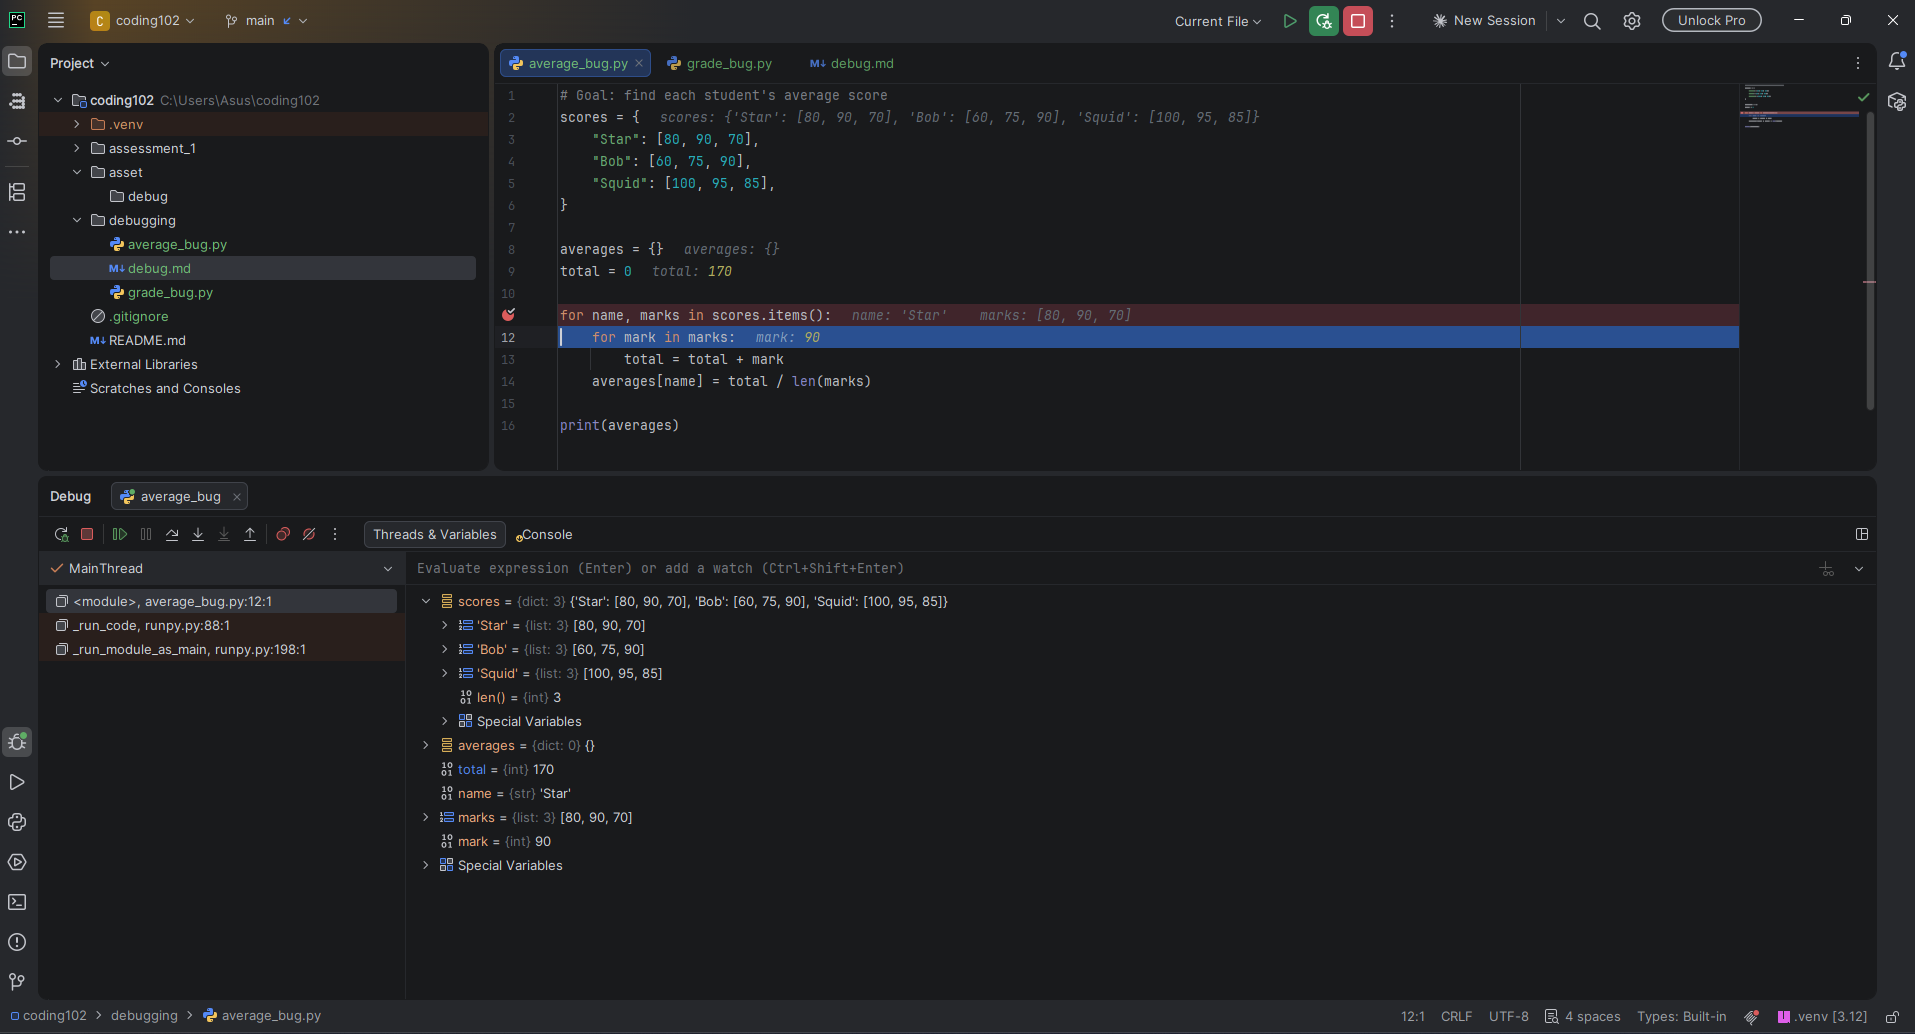 PC
C coding102 main Current File New Session Unlock Pro
Project
coding102 C:\Users\Asus\coding102
.venv
assessment_1
asset
debug
debugging
average_bug.py
debug.md
grade_bug.py
.gitignore
README.md
External Libraries
Scratches and Consoles
average_bug.py grade_bug.py debug.md
1 # Goal: find each student's average score
2 scores = { scores: {'Star': [80, 90, 70], 'Bob': [60, 75, 90], 'Squid': [100, 95, 85]}
3 "Star": [80, 90, 70],
4 "Bob": [60, 75, 90],
5 "Squid": [100, 95, 85],
6 }
7
8 averages = {} averages: {}
9 total = 0 total: 170
10
for name, marks in scores.items(): name: 'Star' marks: [80, 90, 70]
12 for mark in marks: mark: 90
13 total = total + mark
14 averages[name] = total / len(marks)
15
16 print(averages)
Debug average_bug
Threads & Variables Console
MainThread
<module>, average_bug.py:12:1
_run_code, runpy.py:88:1
_run_module_as_main, runpy.py:198:1
Evaluate expression (Enter) or add a watch (Ctrl+Shift+Enter)
scores = {dict: 3} {'Star': [80, 90, 70], 'Bob': [60, 75, 90], 'Squid': [100, 95, 85]}
'Star' = {list: 3} [80, 90, 70]
'Bob' = {list: 3} [60, 75, 90]
'Squid' = {list: 3} [100, 95, 85]
len() = {int} 3
Special Variables
averages = {dict: 0} {}
total = {int} 170
name = {str} 'Star'
marks = {list: 3} [80, 90, 70]
mark = {int} 90
Special Variables
coding102 > debugging > average_bug.py 12:1 CRLF UTF-8 4 spaces Types: Built-in .venv [3.12]